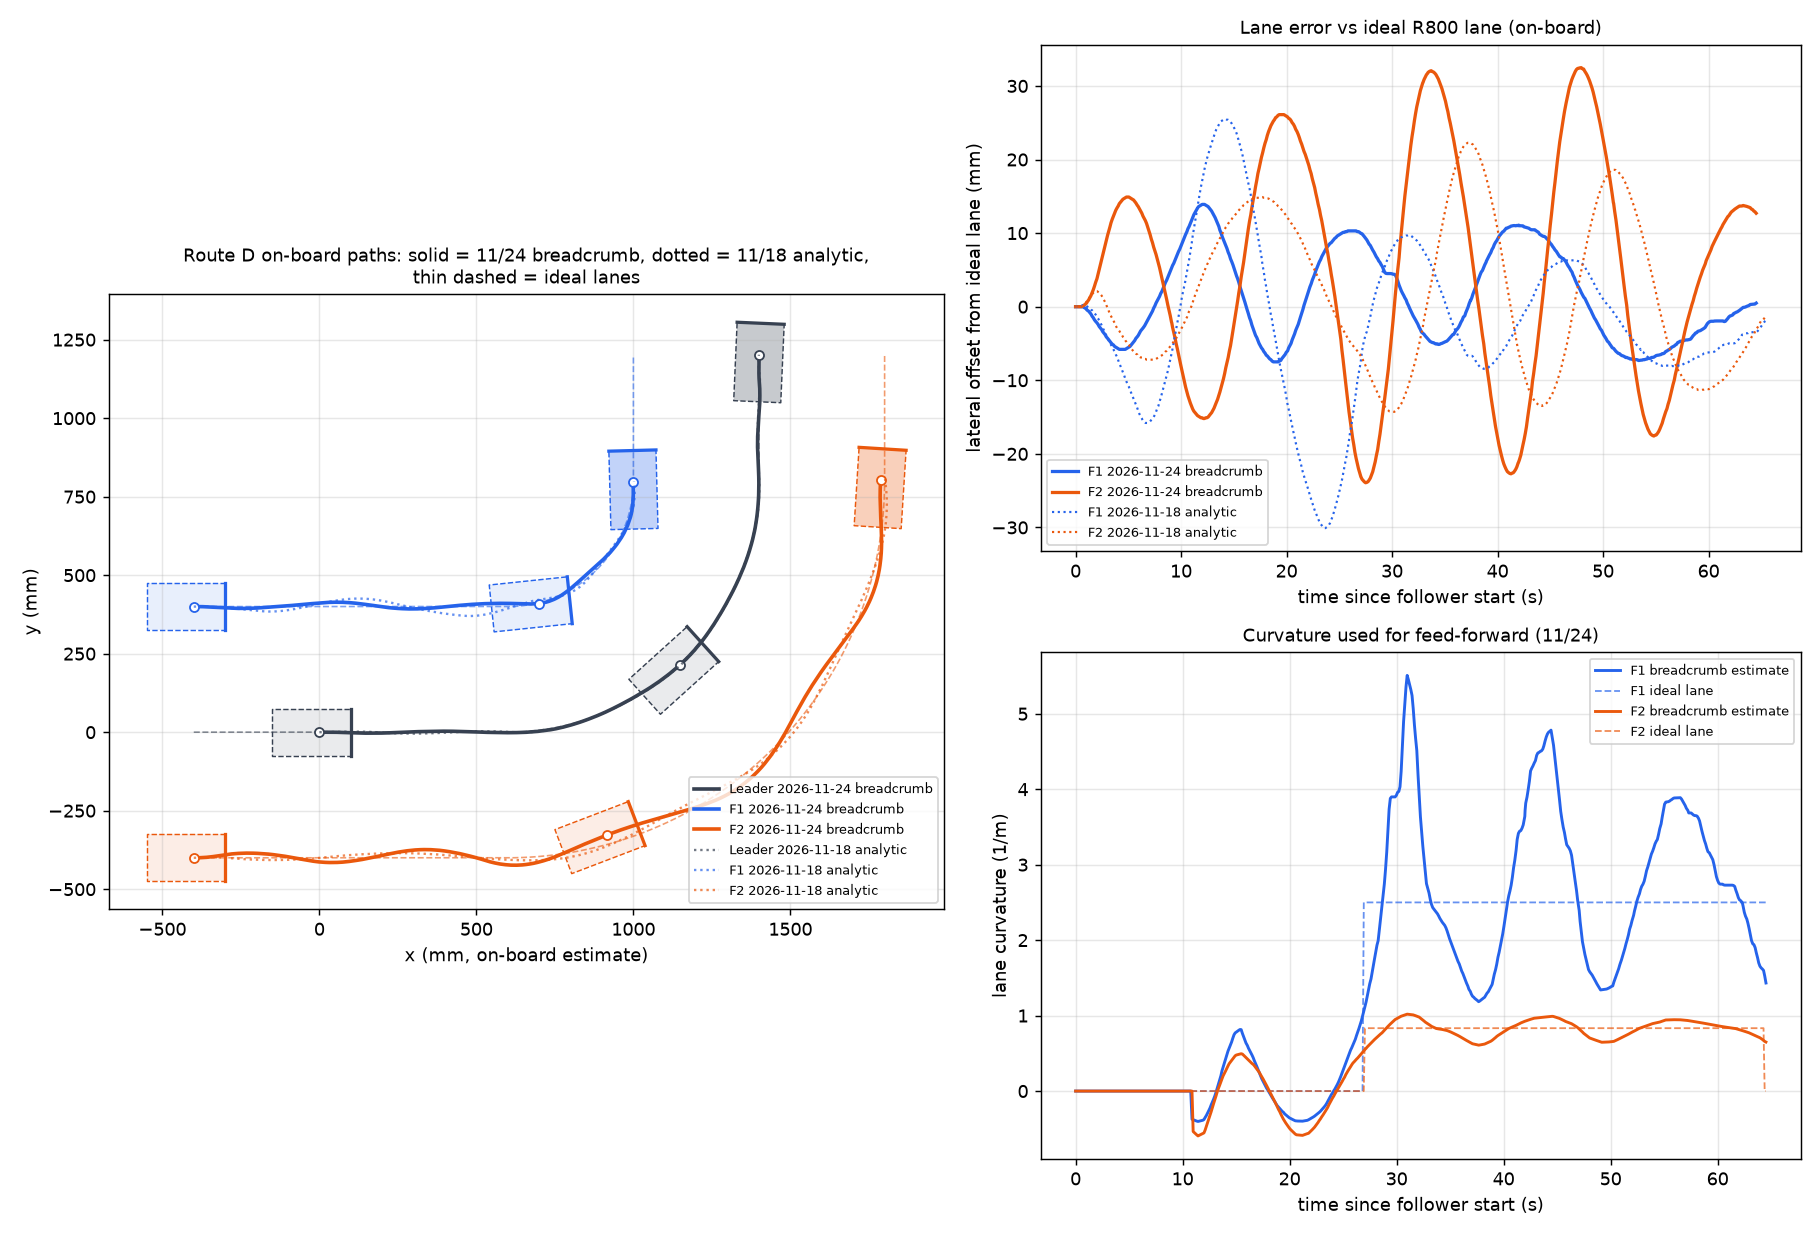 Route D on-board paths: solid = 11/24 breadcrumb, dotted = 11/18 analytic,
thin dashed = ideal lanes
y (mm)
1250
1000
750
500
250
0
−250
−500
−500
0
500
1000
1500
x (mm, on-board estimate)
Leader 2026-11-24 breadcrumb
F1 2026-11-24 breadcrumb
F2 2026-11-24 breadcrumb
Leader 2026-11-18 analytic
F1 2026-11-18 analytic
F2 2026-11-18 analytic
Lane error vs ideal R800 lane (on-board)
lateral offset from ideal lane (mm)
30
20
10
0
−10
−20
−30
0
10
20
30
40
50
60
time since follower start (s)
F1 2026-11-24 breadcrumb
F2 2026-11-24 breadcrumb
F1 2026-11-18 analytic
F2 2026-11-18 analytic
Curvature used for feed-forward (11/24)
lane curvature (1/m)
5
4
3
2
1
0
0
10
20
30
40
50
60
time since follower start (s)
F1 breadcrumb estimate
F1 ideal lane
F2 breadcrumb estimate
F2 ideal lane